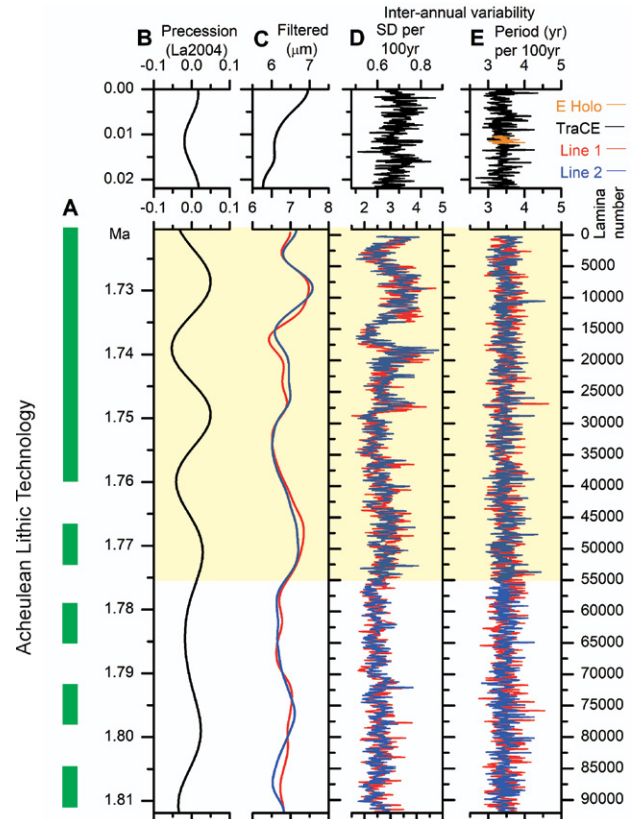 Inter-annual variability
B Precession C Filtered D SD per E Period (yr)
(La2004) (μm) 100yr per 100yr
-0.1 0.0 0.1 6 7 8 0.6 0.8 3 4 5
0.00
0.01
0.02
E Holo
TraCE
Line 1
Line 2
-0.1 0.0 0.1 6 7 8 2 3 4 5 3 4 5
A
Lamina
number
Ma
0
5000
1.73 10000
15000
1.74 20000
25000
1.75 30000
35000
1.76 40000
45000
1.77 50000
55000
1.78 60000
65000
1.79 70000
75000
1.80 80000
85000
1.81 90000
Acheulean Lithic Technology